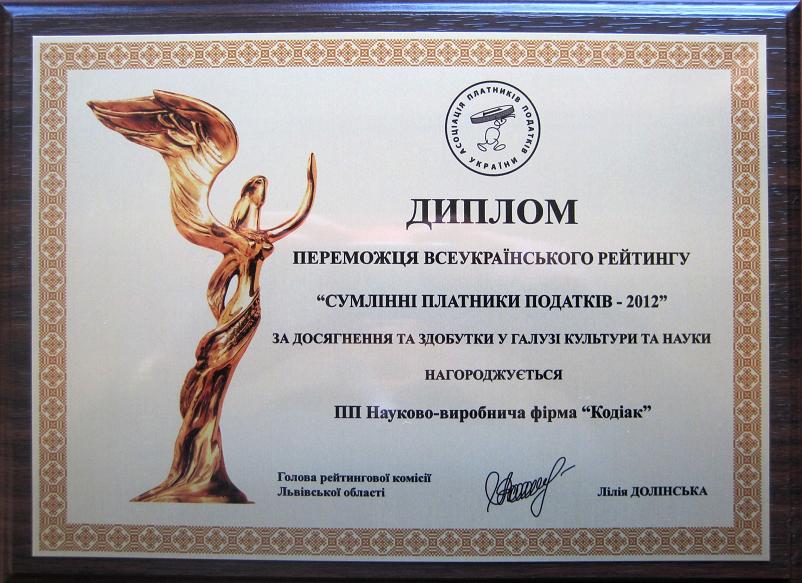 АСОЦІАЦІЯ ПЛАТНИКІВ ПОДАТКІВ
УКРАЇНИ
ДИПЛОМ
ПЕРЕМОЖЦЯ ВСЕУКРАЇНСЬКОГО РЕЙТИНГУ
“СУМЛІННІ ПЛАТНИКИ ПОДАТКІВ - 2012”
ЗА ДОСЯГНЕННЯ ТА ЗДОБУТКИ У ГАЛУЗІ КУЛЬТУРИ ТА НАУКИ
НАГОРОДЖУЄТЬСЯ
ПП Науково-виробнича фірма “Кодіак”
Голова рейтингової комісії
Львівської області
Лілія ДОЛІНСЬКА